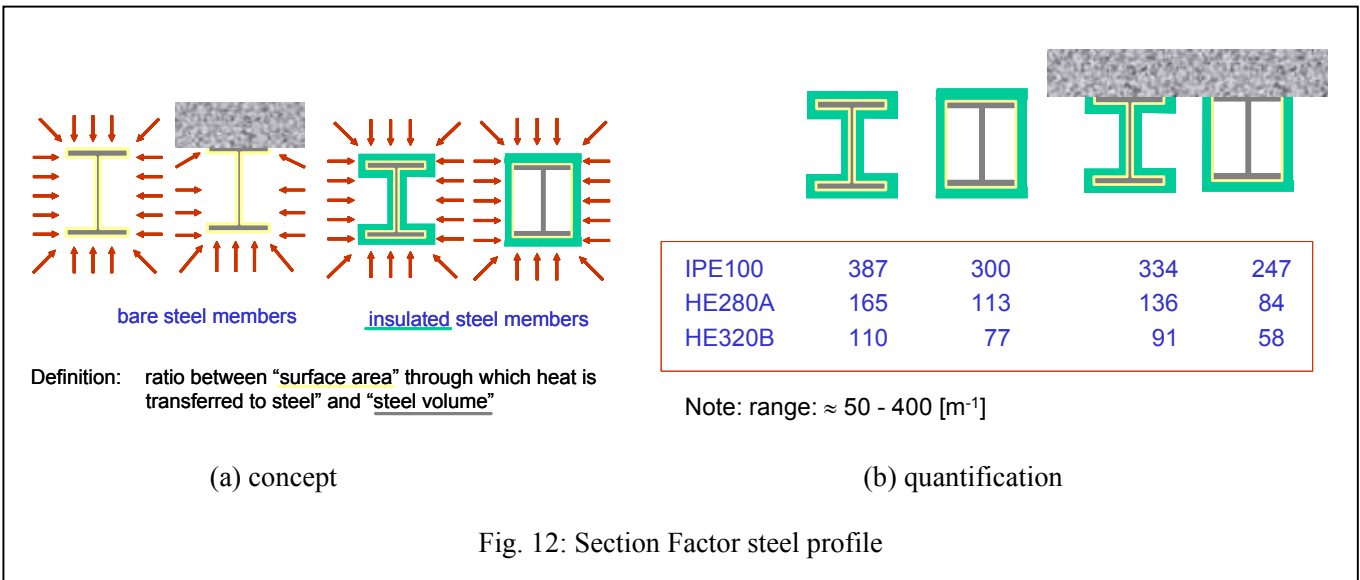 bare steel members
insulated steel members
Definition: ratio between “surface area” through which heat is
transferred to steel” and “steel volume”
(a) concept
IPE100 387 300 334 247
HE280A 165 113 136 84
HE320B 110 77 91 58
Note: range: ≈ 50 - 400 [m⁻¹]
(b) quantification
Fig. 12: Section Factor steel profile